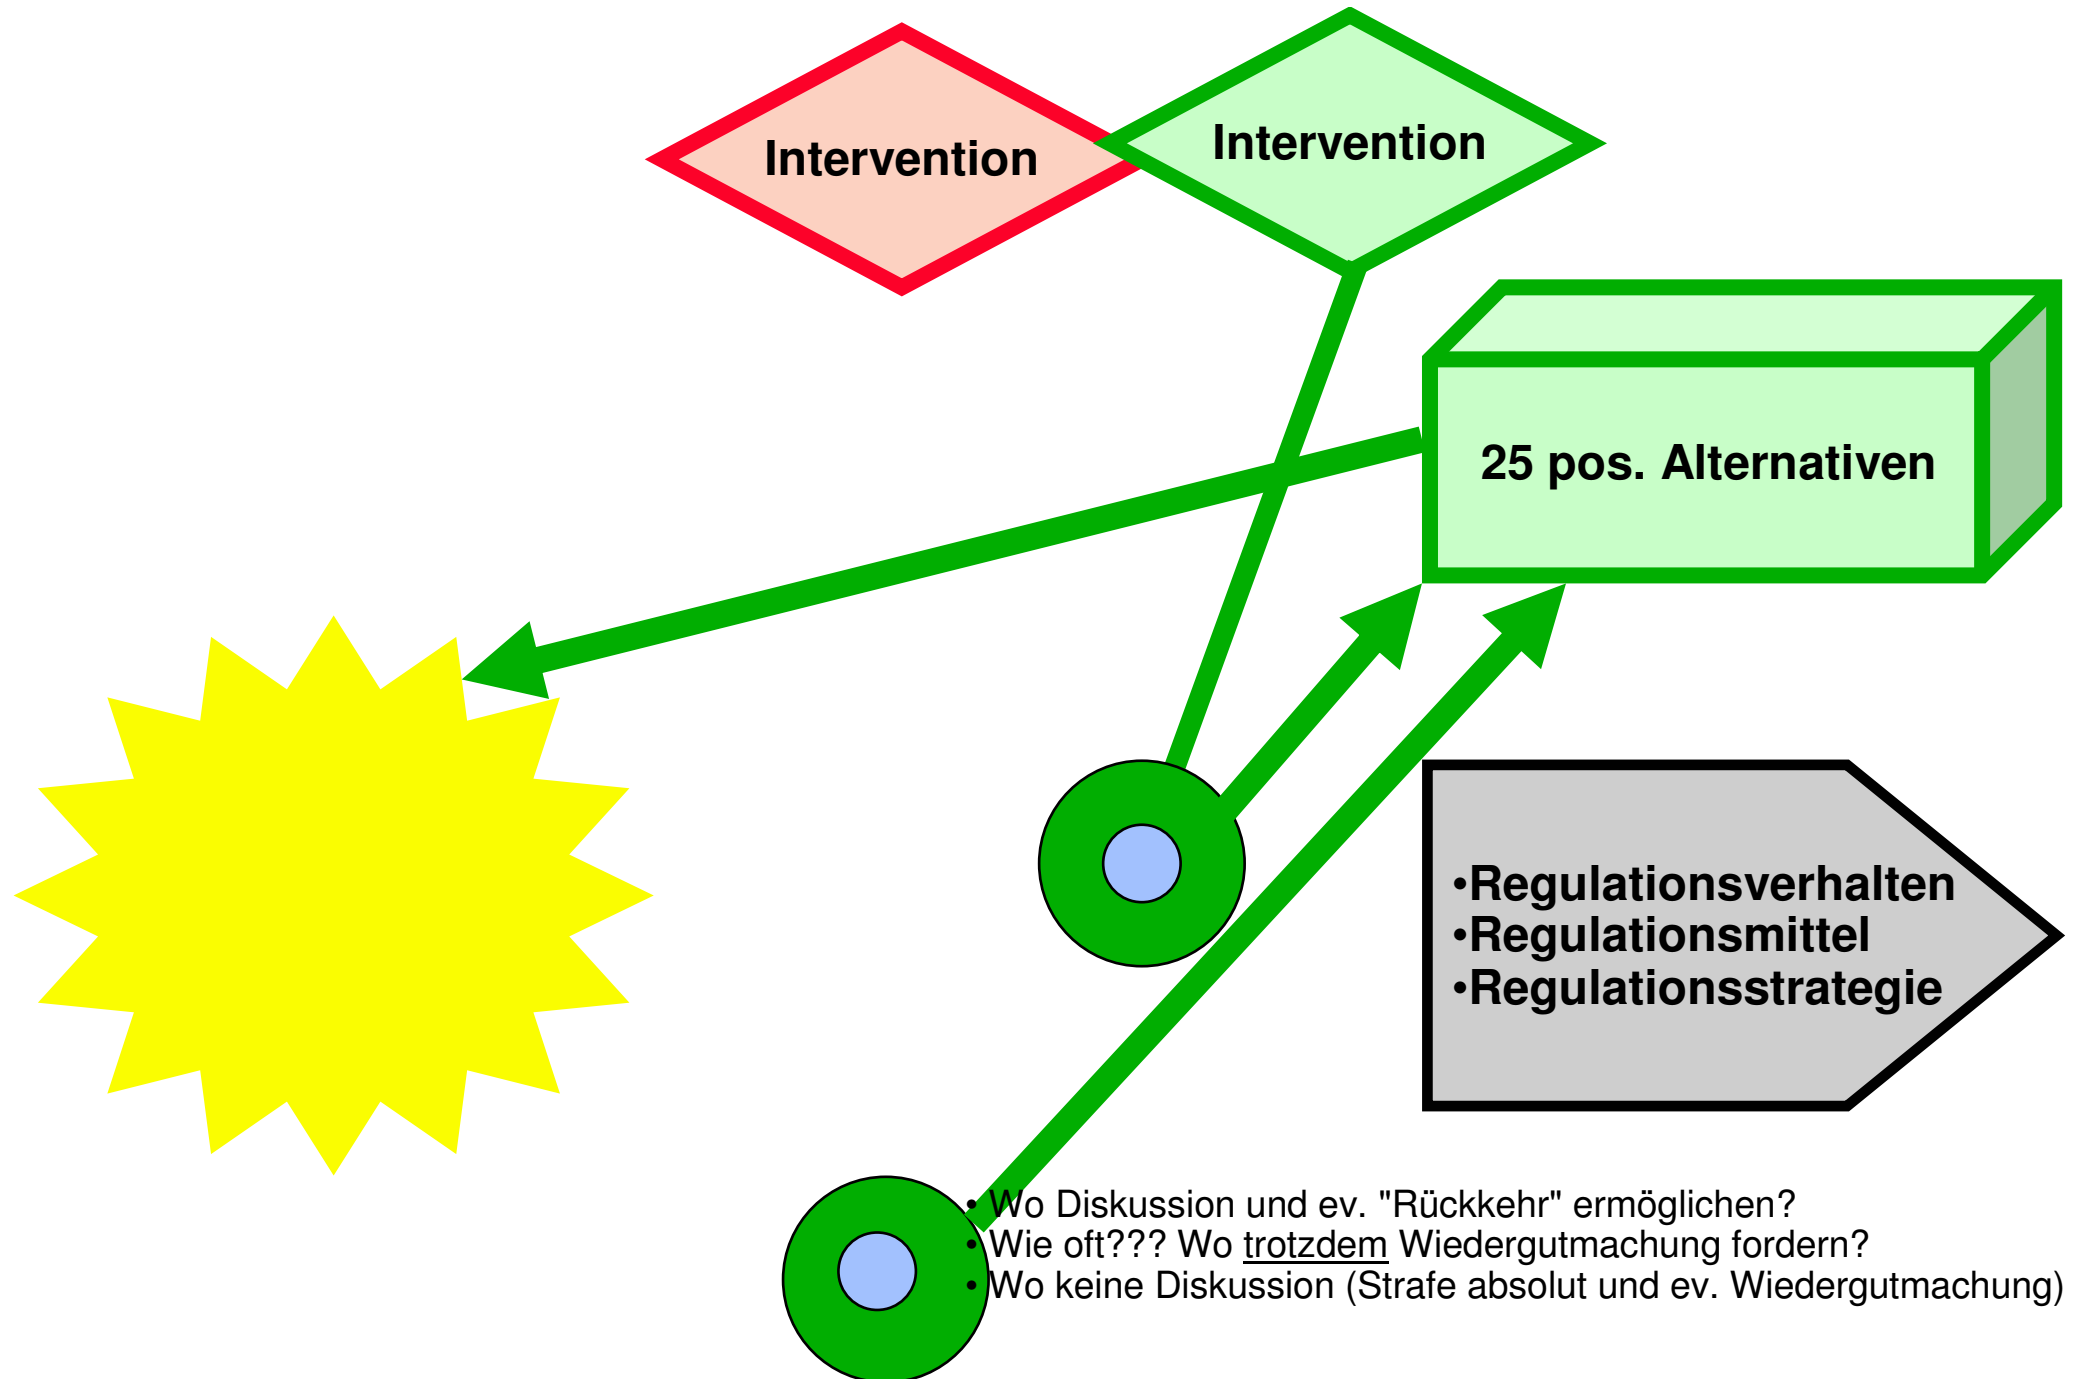 Intervention
Intervention
25 pos. Alternativen
•Regulationsverhalten
•Regulationsmittel
•Regulationsstrategie
• Wo Diskussion und ev. "Rückkehr" ermöglichen?
• Wie oft??? Wo trotzdem Wiedergutmachung fordern?
• Wo keine Diskussion (Strafe absolut und ev. Wiedergutmachung)